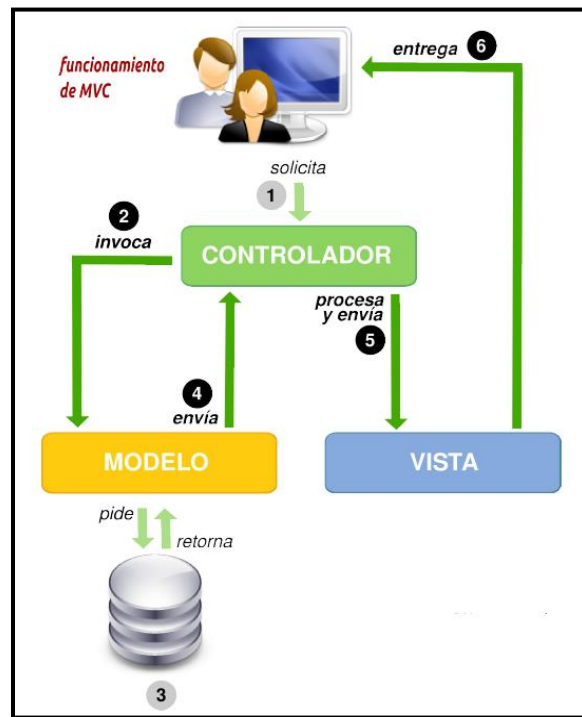 funcionamiento
de MVC
entrega 6
solicita
1
2
invoca
CONTROLADOR
procesa
y envía
5
4
envía
MODELO
VISTA
pide
retorna
3